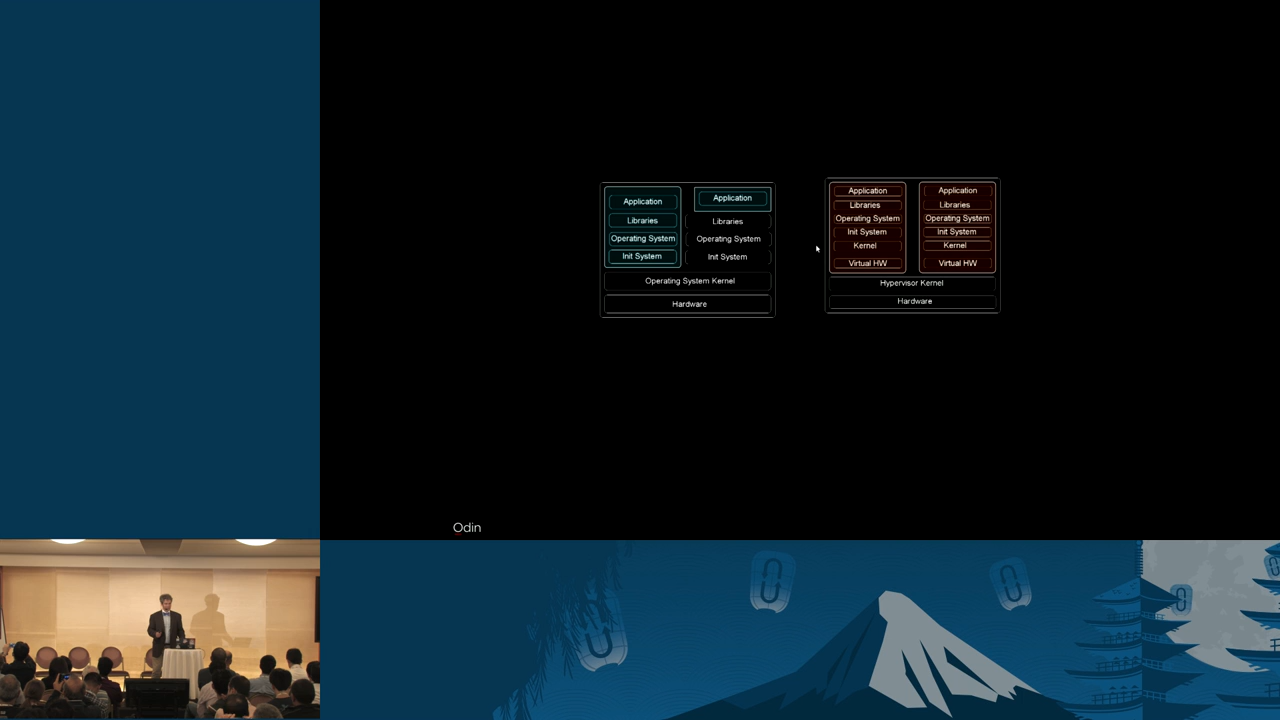 Application
Libraries
Operating System
Init System
Application
Libraries
Operating System
Init System
Operating System Kernel
Hardware
Application
Libraries
Operating System
Init System
Kernel
Virtual HW
Application
Libraries
Operating System
Init System
Kernel
Virtual HW
Hypervisor Kernel
Hardware
Odin